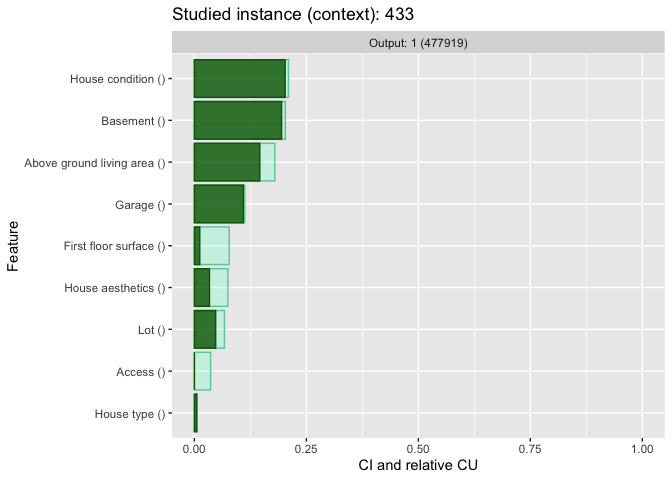 Studied instance (context): 433
Output: 1 (477919)
Feature
House condition ()
Basement ()
Above ground living area ()
Garage ()
First floor surface ()
House aesthetics ()
Lot ()
Access ()
House type ()
0.00 0.25 0.50 0.75 1.00
CI and relative CU